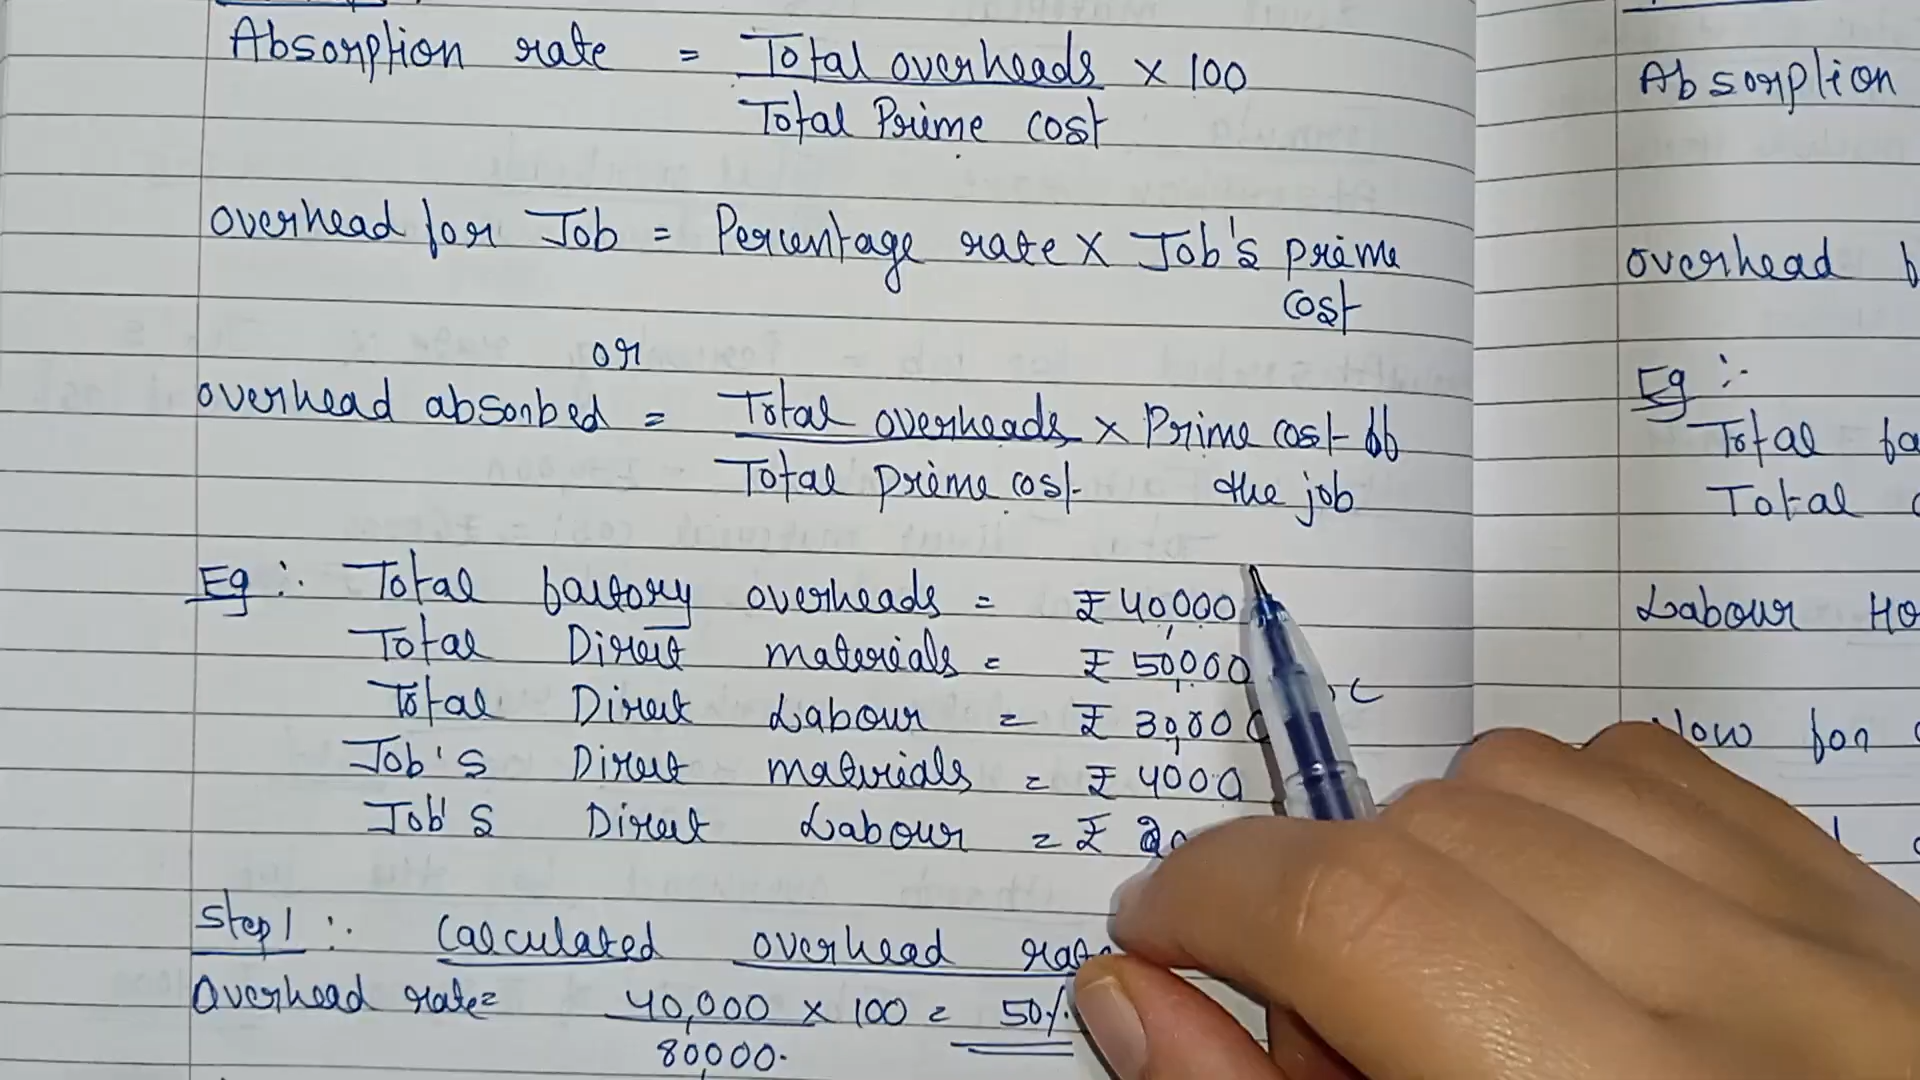 Absorption rate = Total overheads × 100
Total Prime cost
overhead for Job = Percentage rate × Job's prime
cost
or
overhead absorbed = Total overheads × Prime cost of
Total prime cost the job
Eg :- Total factory overheads = ₹ 40,000
Total Direct materials = ₹ 50,000
Total Direct Labour = ₹ 30,000
Job's Direct materials = ₹ 4000
Job's Direct Labour = ₹
Step 1 :- Calculated overhead rate
Overhead rate = 40,000 × 100 = 50%
80,000.
Absorption
overhead
Eg :-
Total
Total
Labour
Now for